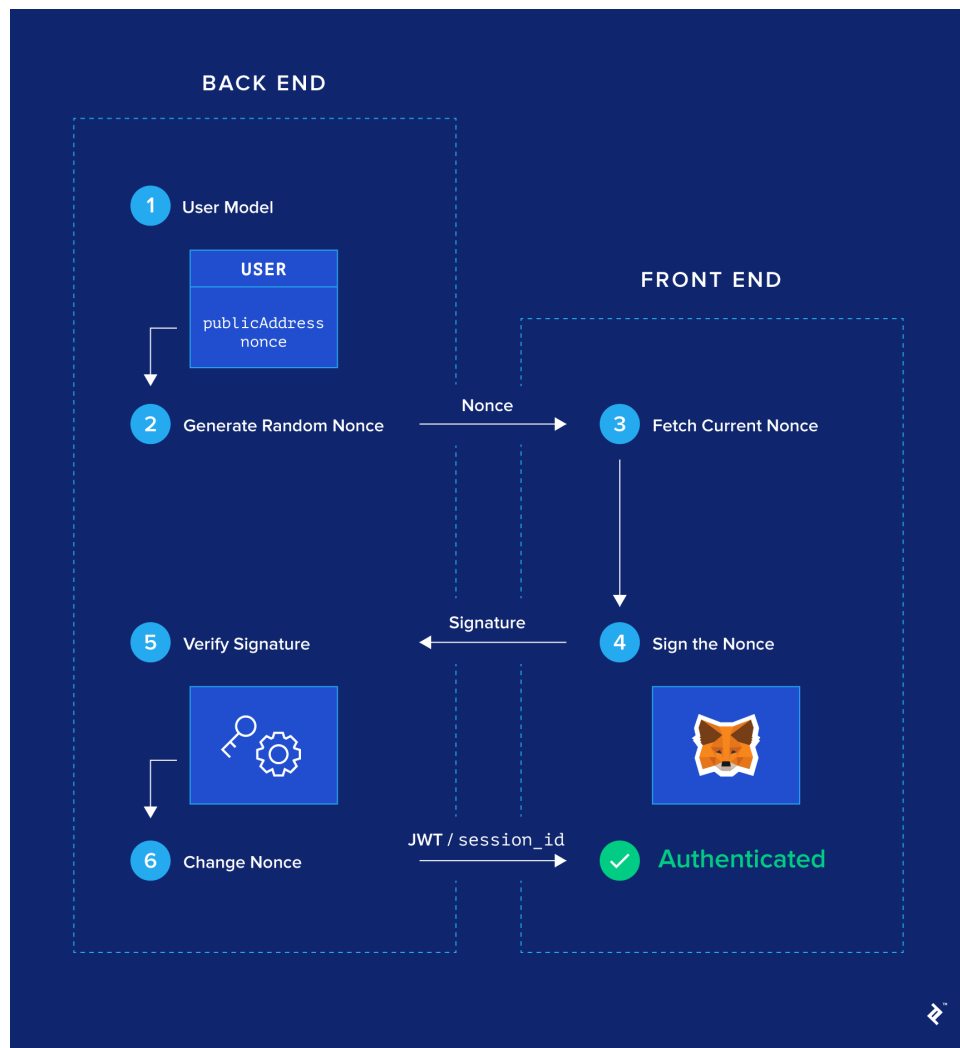 BACK END
1 User Model
USER
publicAddress
nonce
FRONT END
2 Generate Random Nonce
Nonce
3 Fetch Current Nonce
5 Verify Signature
Signature
4 Sign the Nonce
6 Change Nonce
JWT / session_id
Authenticated